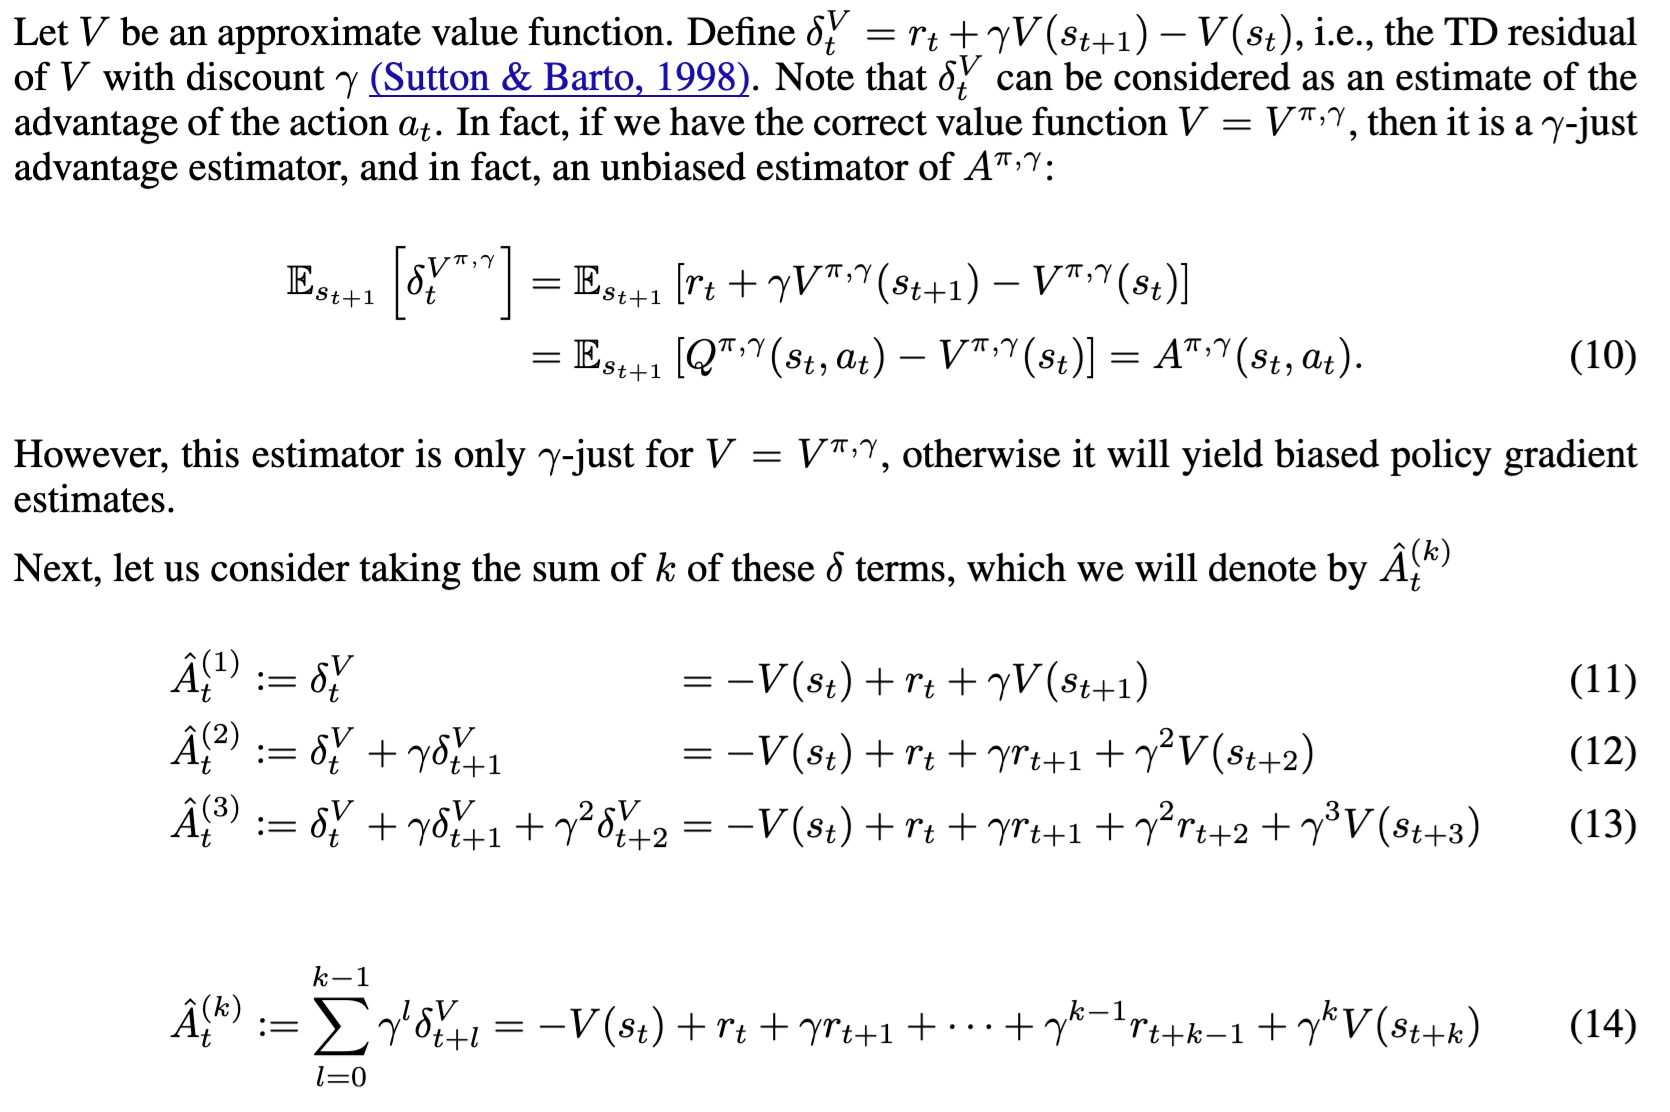 Let V be an approximate value function. Define δ_t^V = r_t + γV(s_{t+1}) − V(s_t), i.e., the TD residual
of V with discount γ (Sutton & Barto, 1998). Note that δ_t^V can be considered as an estimate of the
advantage of the action a_t. In fact, if we have the correct value function V = V^{π,γ}, then it is a γ-just
advantage estimator, and in fact, an unbiased estimator of A^{π,γ}:
𝔼_{s_{t+1}} [δ_t^{V^{π,γ}}] = 𝔼_{s_{t+1}} [r_t + γV^{π,γ}(s_{t+1}) − V^{π,γ}(s_t)]
= 𝔼_{s_{t+1}} [Q^{π,γ}(s_t, a_t) − V^{π,γ}(s_t)] = A^{π,γ}(s_t, a_t). (10)
However, this estimator is only γ-just for V = V^{π,γ}, otherwise it will yield biased policy gradient
estimates.
Next, let us consider taking the sum of k of these δ terms, which we will denote by Â_t^{(k)}
Â_t^{(1)} := δ_t^V = −V(s_t) + r_t + γV(s_{t+1}) (11)
Â_t^{(2)} := δ_t^V + γδ_{t+1}^V = −V(s_t) + r_t + γr_{t+1} + γ^2 V(s_{t+2}) (12)
Â_t^{(3)} := δ_t^V + γδ_{t+1}^V + γ^2 δ_{t+2}^V = −V(s_t) + r_t + γr_{t+1} + γ^2 r_{t+2} + γ^3 V(s_{t+3}) (13)
Â_t^{(k)} := ∑_{l=0}^{k−1} γ^l δ_{t+l}^V = −V(s_t) + r_t + γr_{t+1} + ··· + γ^{k−1} r_{t+k−1} + γ^k V(s_{t+k}) (14)